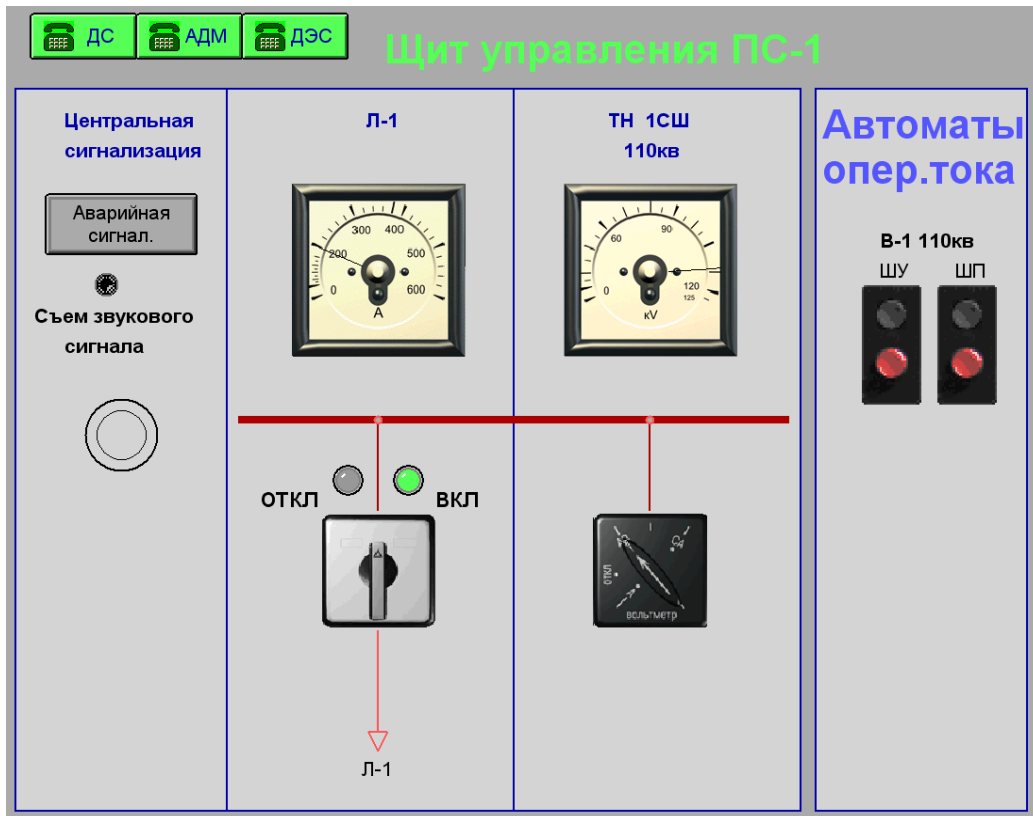 ДС
АДМ
ДЭС
Щит управления ПС-1
Центральная
сигнализация
Аварийная
сигнал.
Съем звукового
сигнала
Л-1
0
200
300
400
500
600
A
ТН 1СШ
110кв
0
60
90
120
125
кV
ОТКЛ
ВКЛ
ОТКЛ
вольтметр
Л-1
Автоматы
опер.тока
В-1 110кв
ШУ ШП